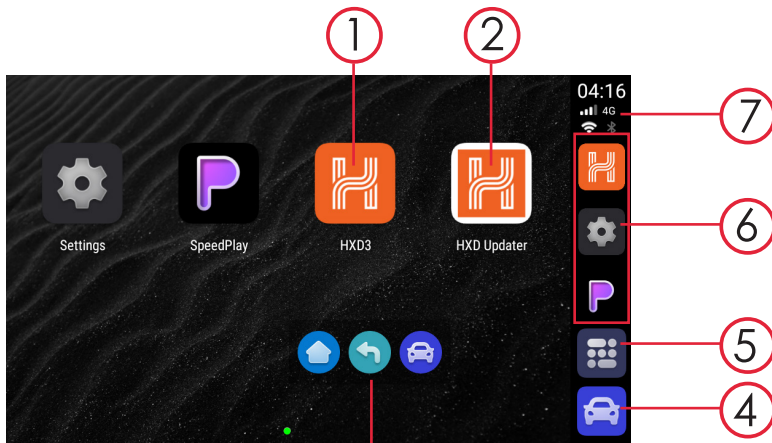 1
2
04:16
4G
7
Settings
SpeedPlay
HXD3
HXD Updater
6
5
4